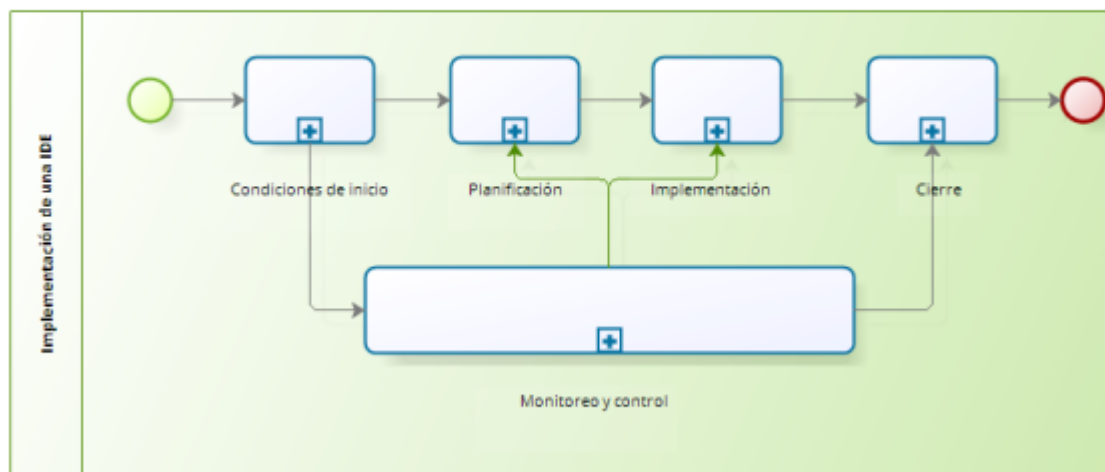 Implementación de una IDE
Condiciones de inicio
Planificación
Implementación
Cierre
Monitoreo y control